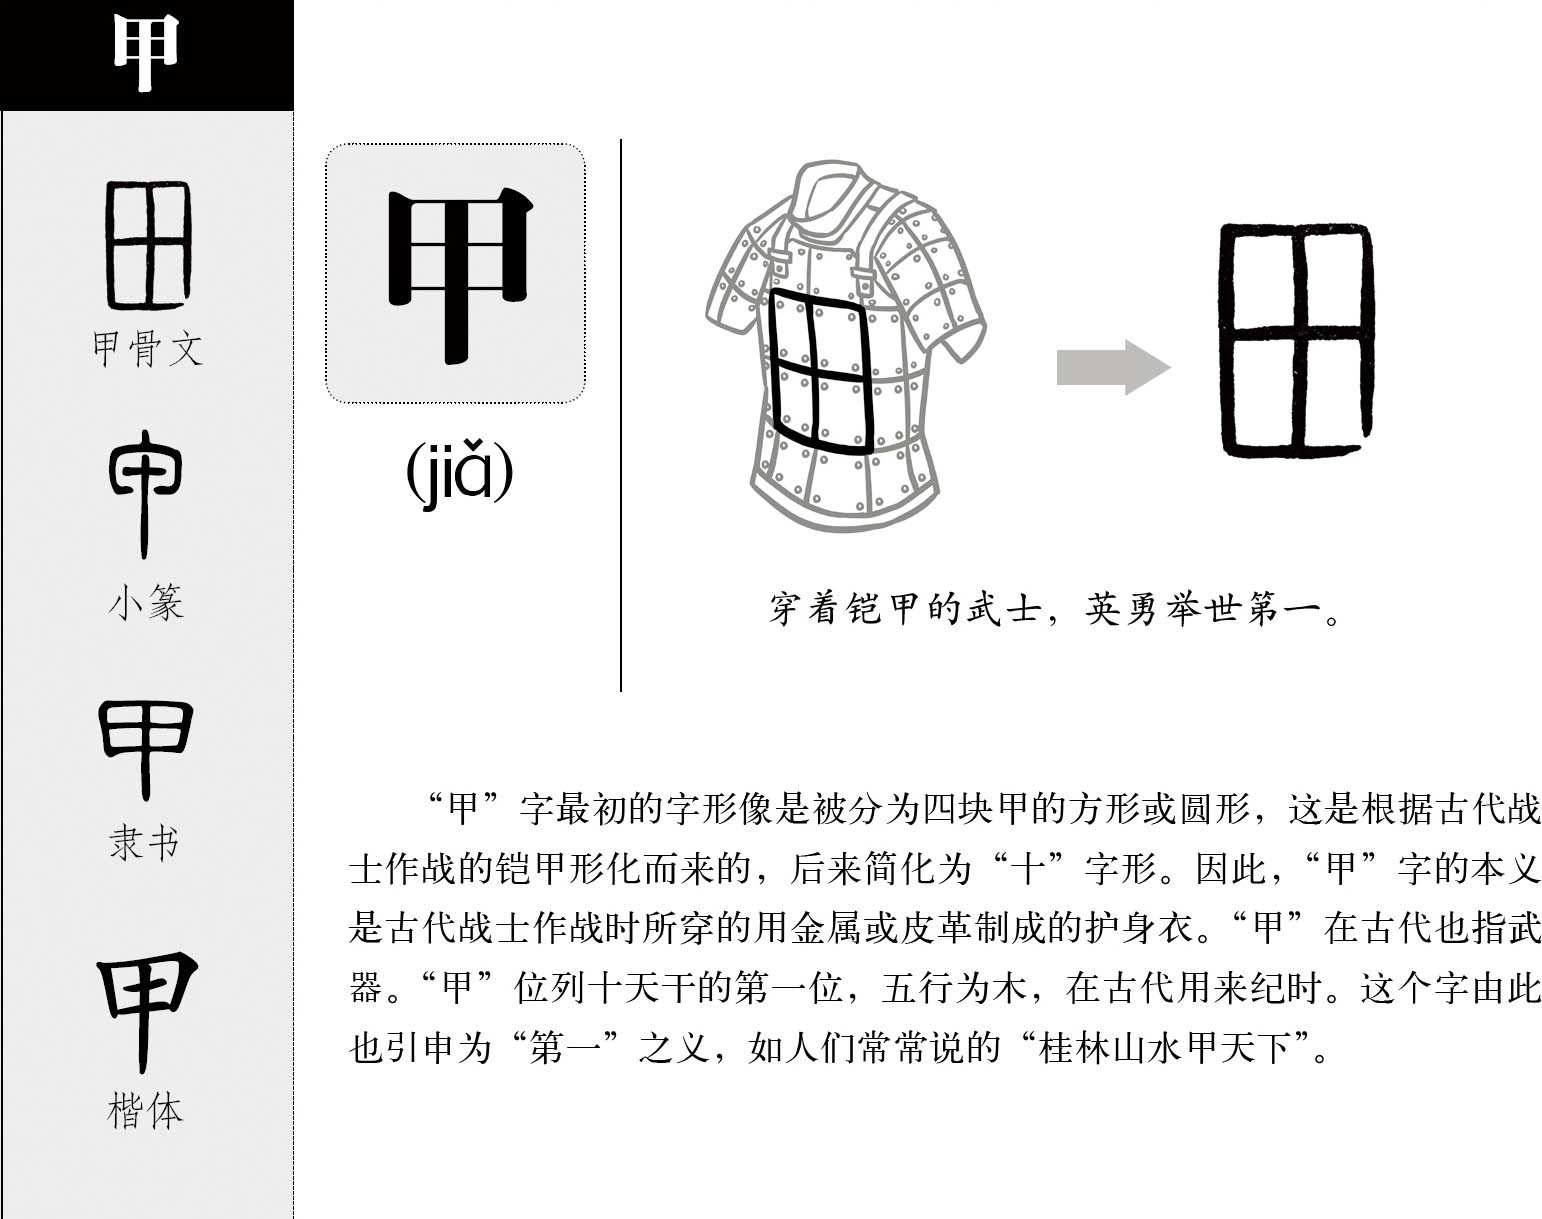 甲
甲骨文
小篆
隶书
楷体
甲
(jiǎ)
穿着铠甲的武士，英勇举世第一。
“甲”字最初的字形像是被分为四块甲的方形或圆形，这是根据古代战
士作战的铠甲形化而来的，后来简化为“十”字形。因此，“甲”字的本义
是古代战士作战时所穿的用金属或皮革制成的护身衣。“甲”在古代也指武
器。“甲”位列十天干的第一位，五行为木，在古代用来纪时。这个字由此
也引申为“第一”之义，如人们常常说的“桂林山水甲天下”。